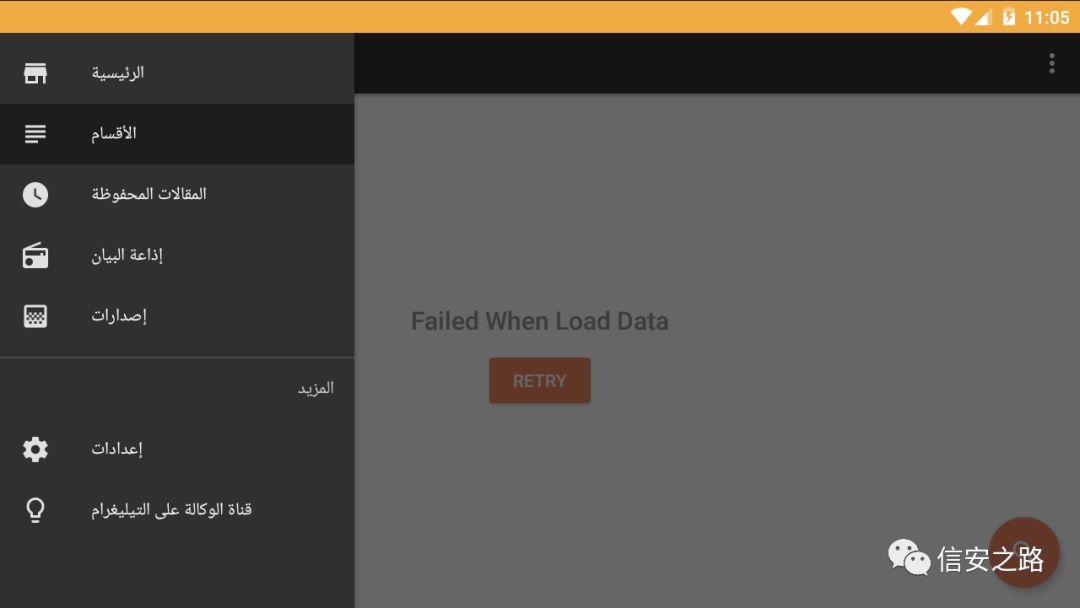 11:05
الرئيسية
الأقسام
المقالات المحفوظة
إذاعة البيان
إصدارات
المزيد
إعدادات
قناة الوكالة على التيليغرام
Failed When Load Data
RETRY
信安之路